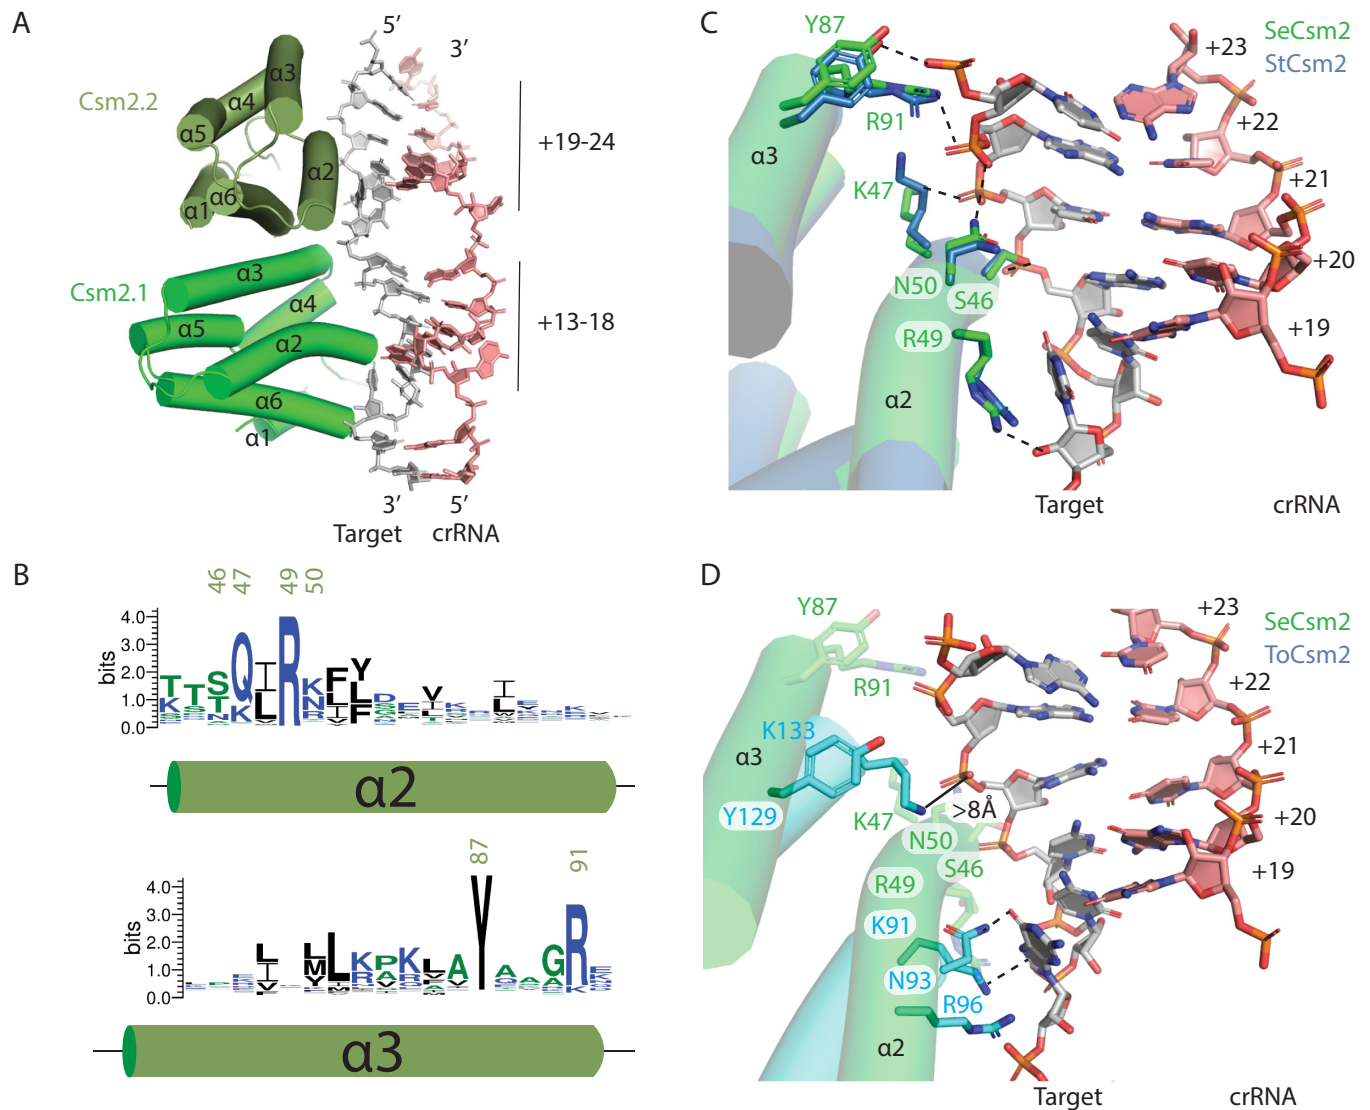 A
5’
3’
Csm2.2
α3
α4
α5
α2
α6
α1
+19-24
Csm2.1
α3
α4
α5
α2
α6
α1
+13-18
3’
5’
Target
crRNA
B
46
47
49
50
bits
4.0
3.0
2.0
1.0
0.0
α2
87
91
bits
4.0
3.0
2.0
1.0
0.0
α3
C
Y87
SeCsm2
StCsm2
+23
R91
+22
α3
K47
+21
N50
S46
+20
R49
+19
α2
Target
crRNA
D
Y87
SeCsm2
ToCsm2
+23
R91
+22
K133
α3
+21
>8Å
Y129
K47
N50
+20
S46
R49
+19
K91
N93
R96
α2
Target
crRNA